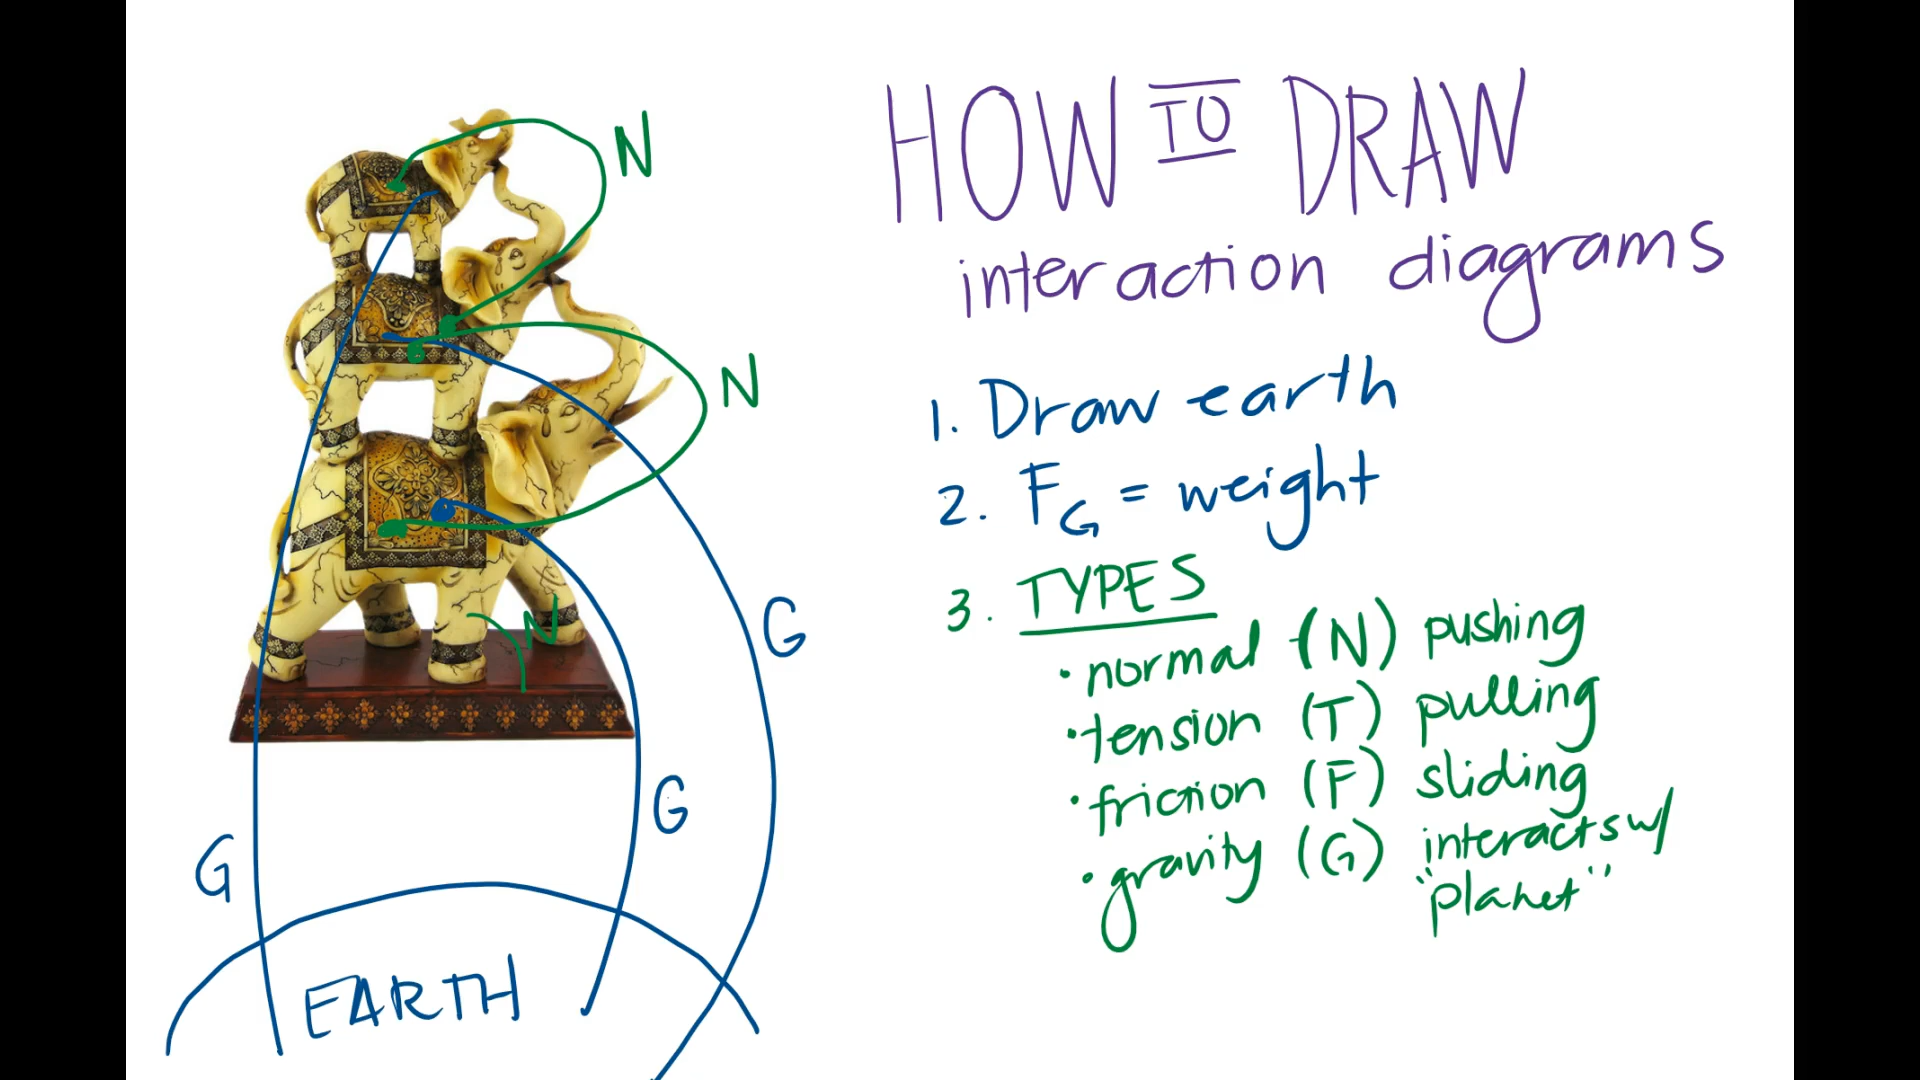 HOW TO DRAW
interaction diagrams
1. Draw earth
2. FG = weight
3. TYPES
• normal (N) pushing
• tension (T) pulling
• friction (F) sliding
• gravity (G) interacts w/
"planet"
N
N
N
G
G
G
EARTH